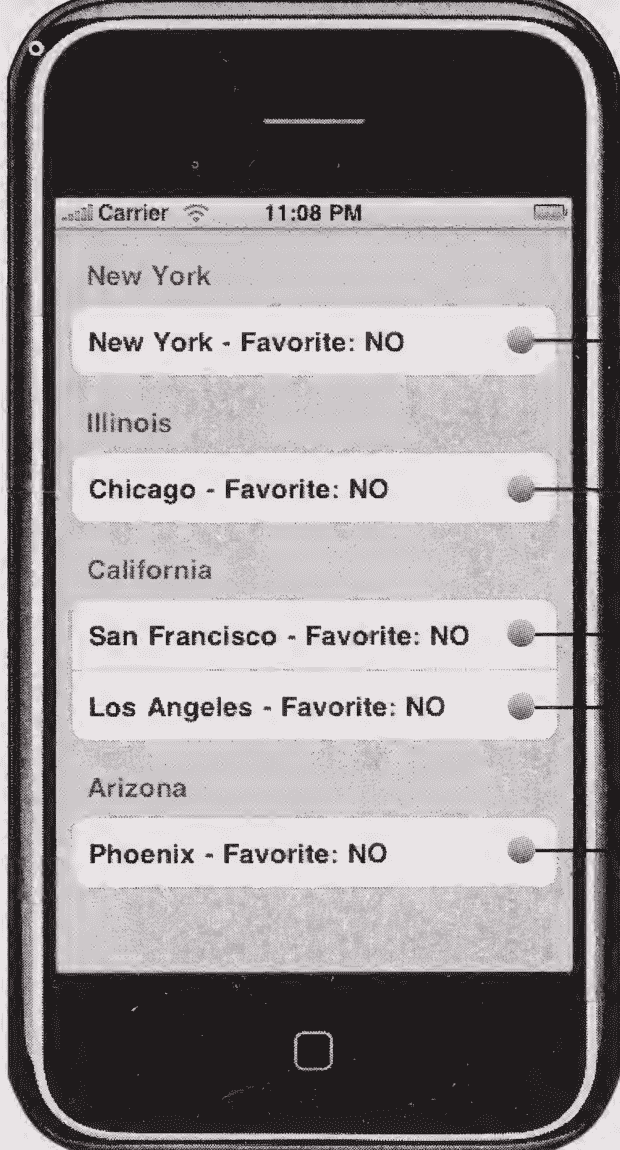 Carrier 11:08 PM
New York
New York - Favorite: NO
Illinois
Chicago - Favorite: NO
California
San Francisco - Favorite: NO
Los Angeles - Favorite: NO
Arizona
Phoenix - Favorite: NO